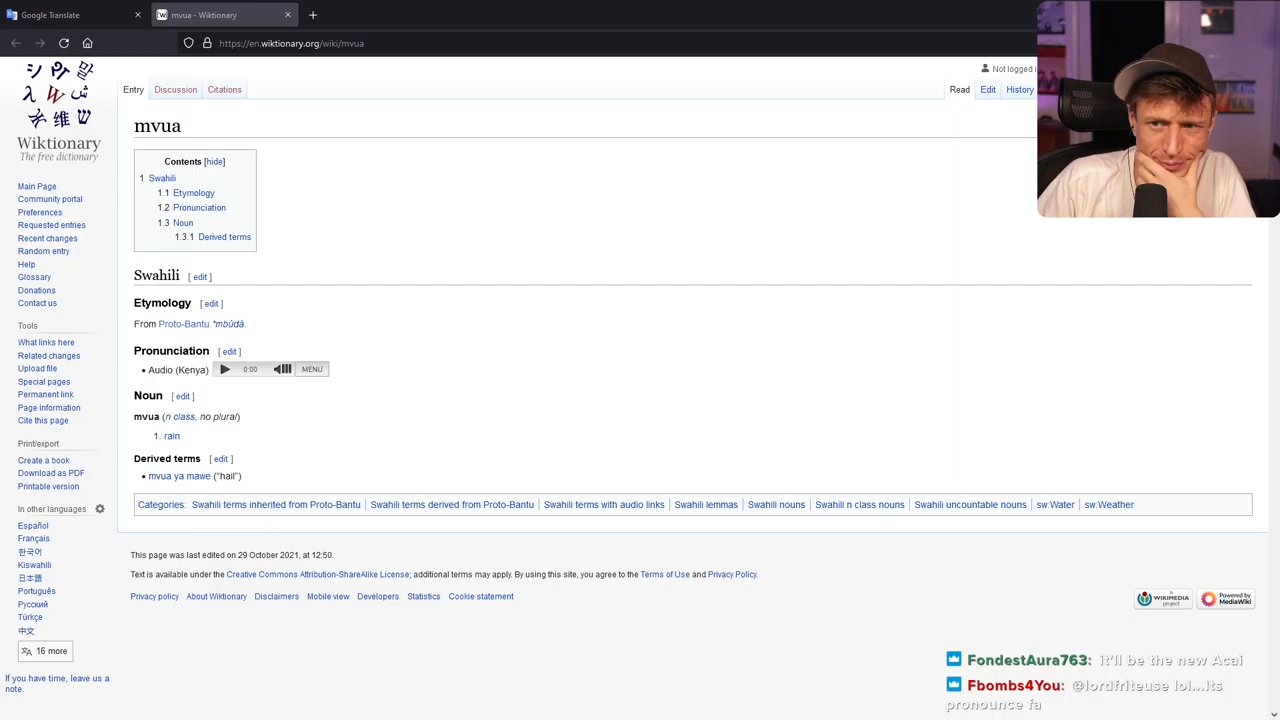 Google Translate
mvua - Wiktionary
https://en.wiktionary.org/wiki/mvua
Not logged i
Entry Discussion Citations
Read Edit History
Wiktionary
The free dictionary
Main Page
Community portal
Preferences
Requested entries
Recent changes
Random entry
Help
Glossary
Donations
Contact us
Tools
What links here
Related changes
Upload file
Special pages
Permanent link
Page information
Cite this page
Print/export
Create a book
Download as PDF
Printable version
In other languages
Español
Français
한국어
Kiswahili
日本語
Português
Русский
Türkçe
中文
16 more
If you have time, leave us a
note.
mvua
Contents [hide]
1 Swahili
1.1 Etymology
1.2 Pronunciation
1.3 Noun
1.3.1 Derived terms
Swahili [ edit ]
Etymology [ edit ]
From Proto-Bantu *mbúdà.
Pronunciation [ edit ]
• Audio (Kenya) 0:00 MENU
Noun [ edit ]
mvua (n class, no plural)
1. rain
Derived terms [ edit ]
• mvua ya mawe (“hail”)
Categories: Swahili terms inherited from Proto-Bantu | Swahili terms derived from Proto-Bantu | Swahili terms with audio links | Swahili lemmas | Swahili nouns | Swahili n class nouns | Swahili uncountable nouns | sw:Water | sw:Weather
This page was last edited on 29 October 2021, at 12:50.
Text is available under the Creative Commons Attribution-ShareAlike License; additional terms may apply. By using this site, you agree to the Terms of Use and Privacy Policy.
Privacy policy About Wiktionary Disclaimers Mobile view Developers Statistics Cookie statement
A
WIKIMEDIA
project
Powered by
MediaWiki
FondestAura763: it'll be the new Acai
Fbombs4You: @lordfriteuse lol...Its
pronounce fa